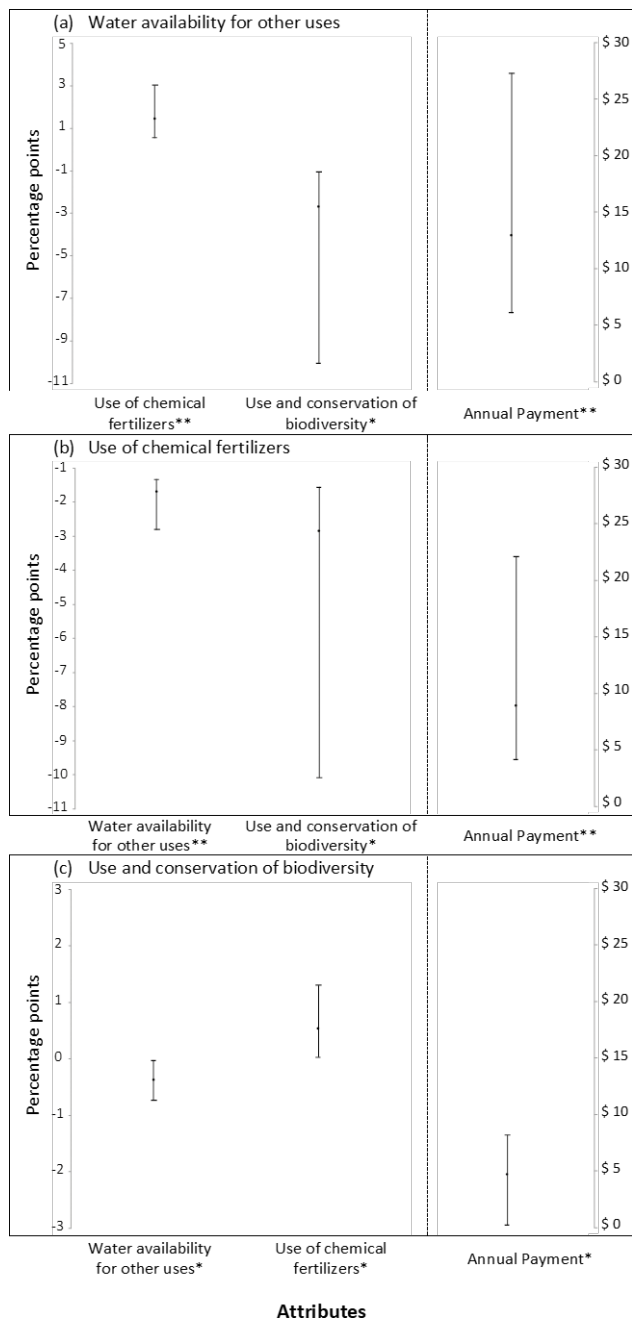 (a) Water availability for other uses
Percentage points
5
3
1
-1
-3
-5
-7
-9
-11
$ 30
$ 25
$ 20
$ 15
$ 10
$ 5
$ 0
Use of chemical
fertilizers**
Use and conservation of
biodiversity*
Annual Payment**
(b) Use of chemical fertilizers
Percentage points
-1
-2
-3
-4
-5
-6
-7
-8
-9
-10
-11
$ 30
$ 25
$ 20
$ 15
$ 10
$ 5
$ 0
Water availability
for other uses**
Use and conservation of
biodiversity*
Annual Payment**
(c) Use and conservation of biodiversity
Percentage points
3
2
1
0
-1
-2
-3
$ 30
$ 25
$ 20
$ 15
$ 10
$ 5
$ 0
Water availability
for other uses*
Use of chemical
fertilizers*
Annual Payment*
Attributes